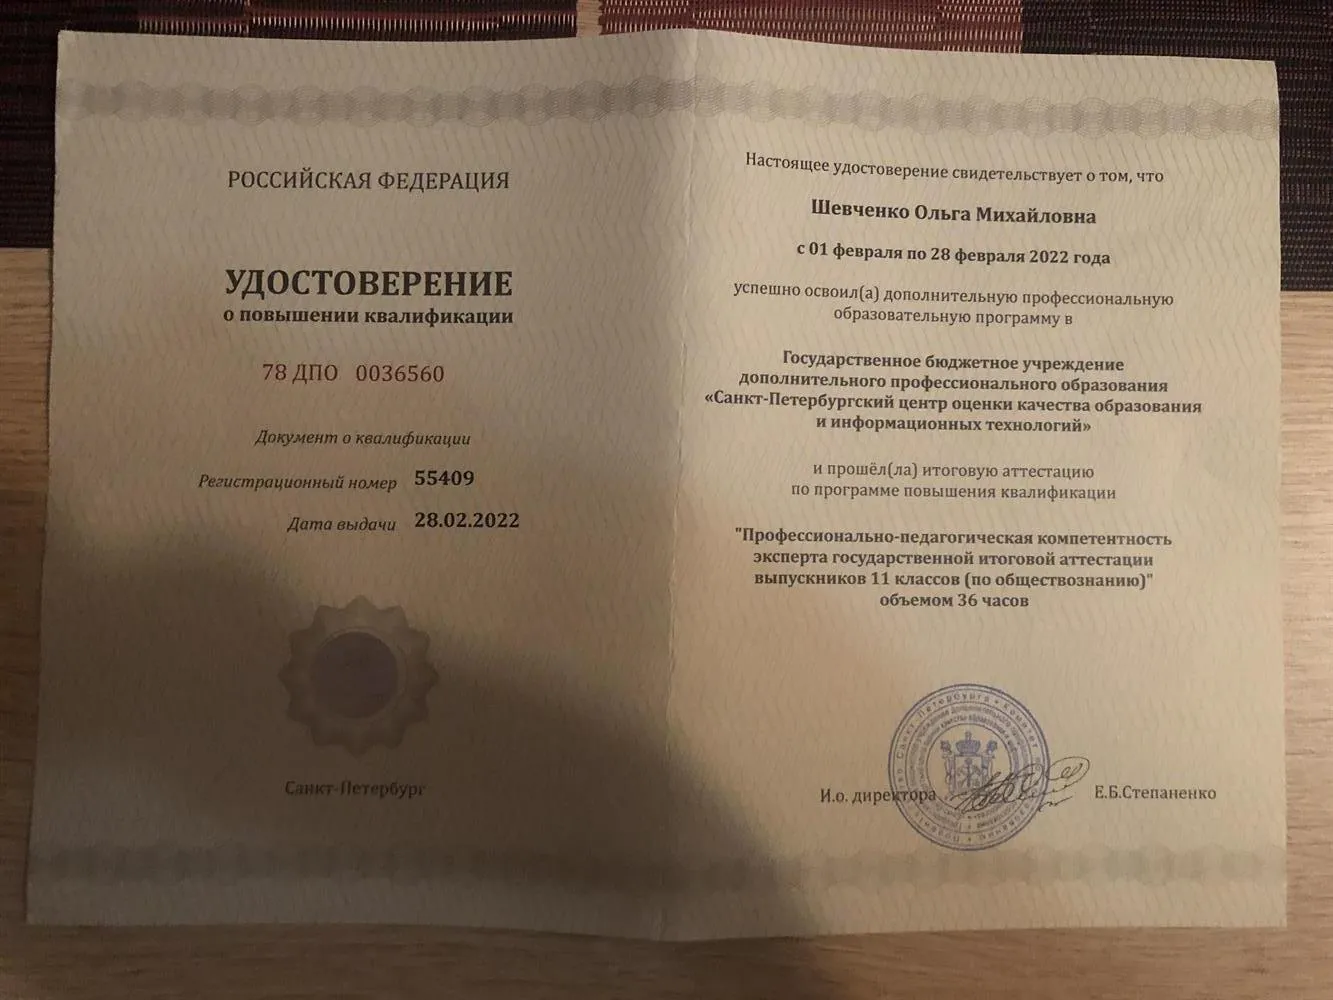 РОССИЙСКАЯ ФЕДЕРАЦИЯ
УДОСТОВЕРЕНИЕ
о повышении квалификации
78 ДПО 0036560
Документ о квалификации
Регистрационный номер 55409
Дата выдачи 28.02.2022
Санкт-Петербург
Настоящее удостоверение свидетельствует о том, что
Шевченко Ольга Михайловна
с 01 февраля по 28 февраля 2022 года
успешно освоил(а) дополнительную профессиональную
образовательную программу в
Государственное бюджетное учреждение
дополнительного профессионального образования
«Санкт-Петербургский центр оценки качества образования
и информационных технологий»
и прошёл(ла) итоговую аттестацию
по программе повышения квалификации
"Профессионально-педагогическая компетентность
эксперта государственной итоговой аттестации
выпускников 11 классов (по обществознанию)"
объемом 36 часов
И.о. директора Е.Б.Степаненко